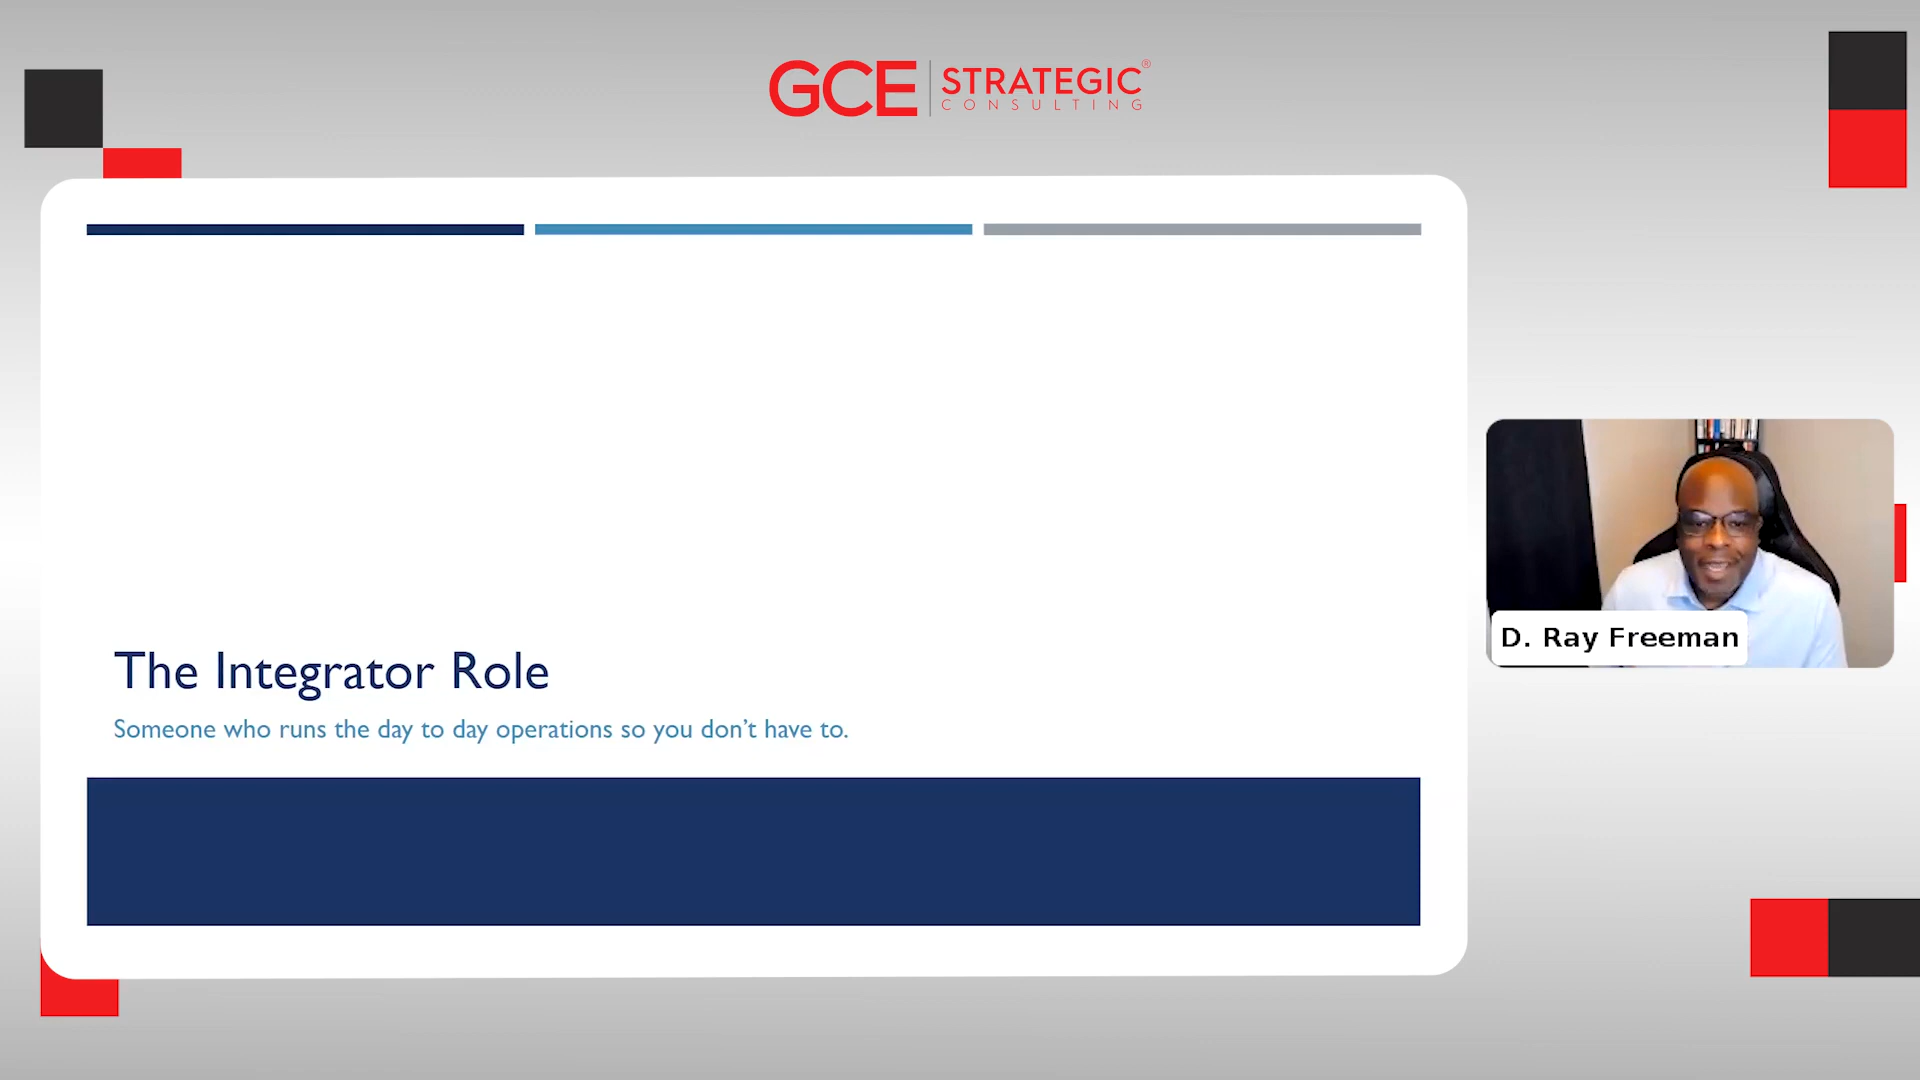 GCE STRATEGIC®
CONSULTING
The Integrator Role
Someone who runs the day to day operations so you don’t have to.
D. Ray Freeman